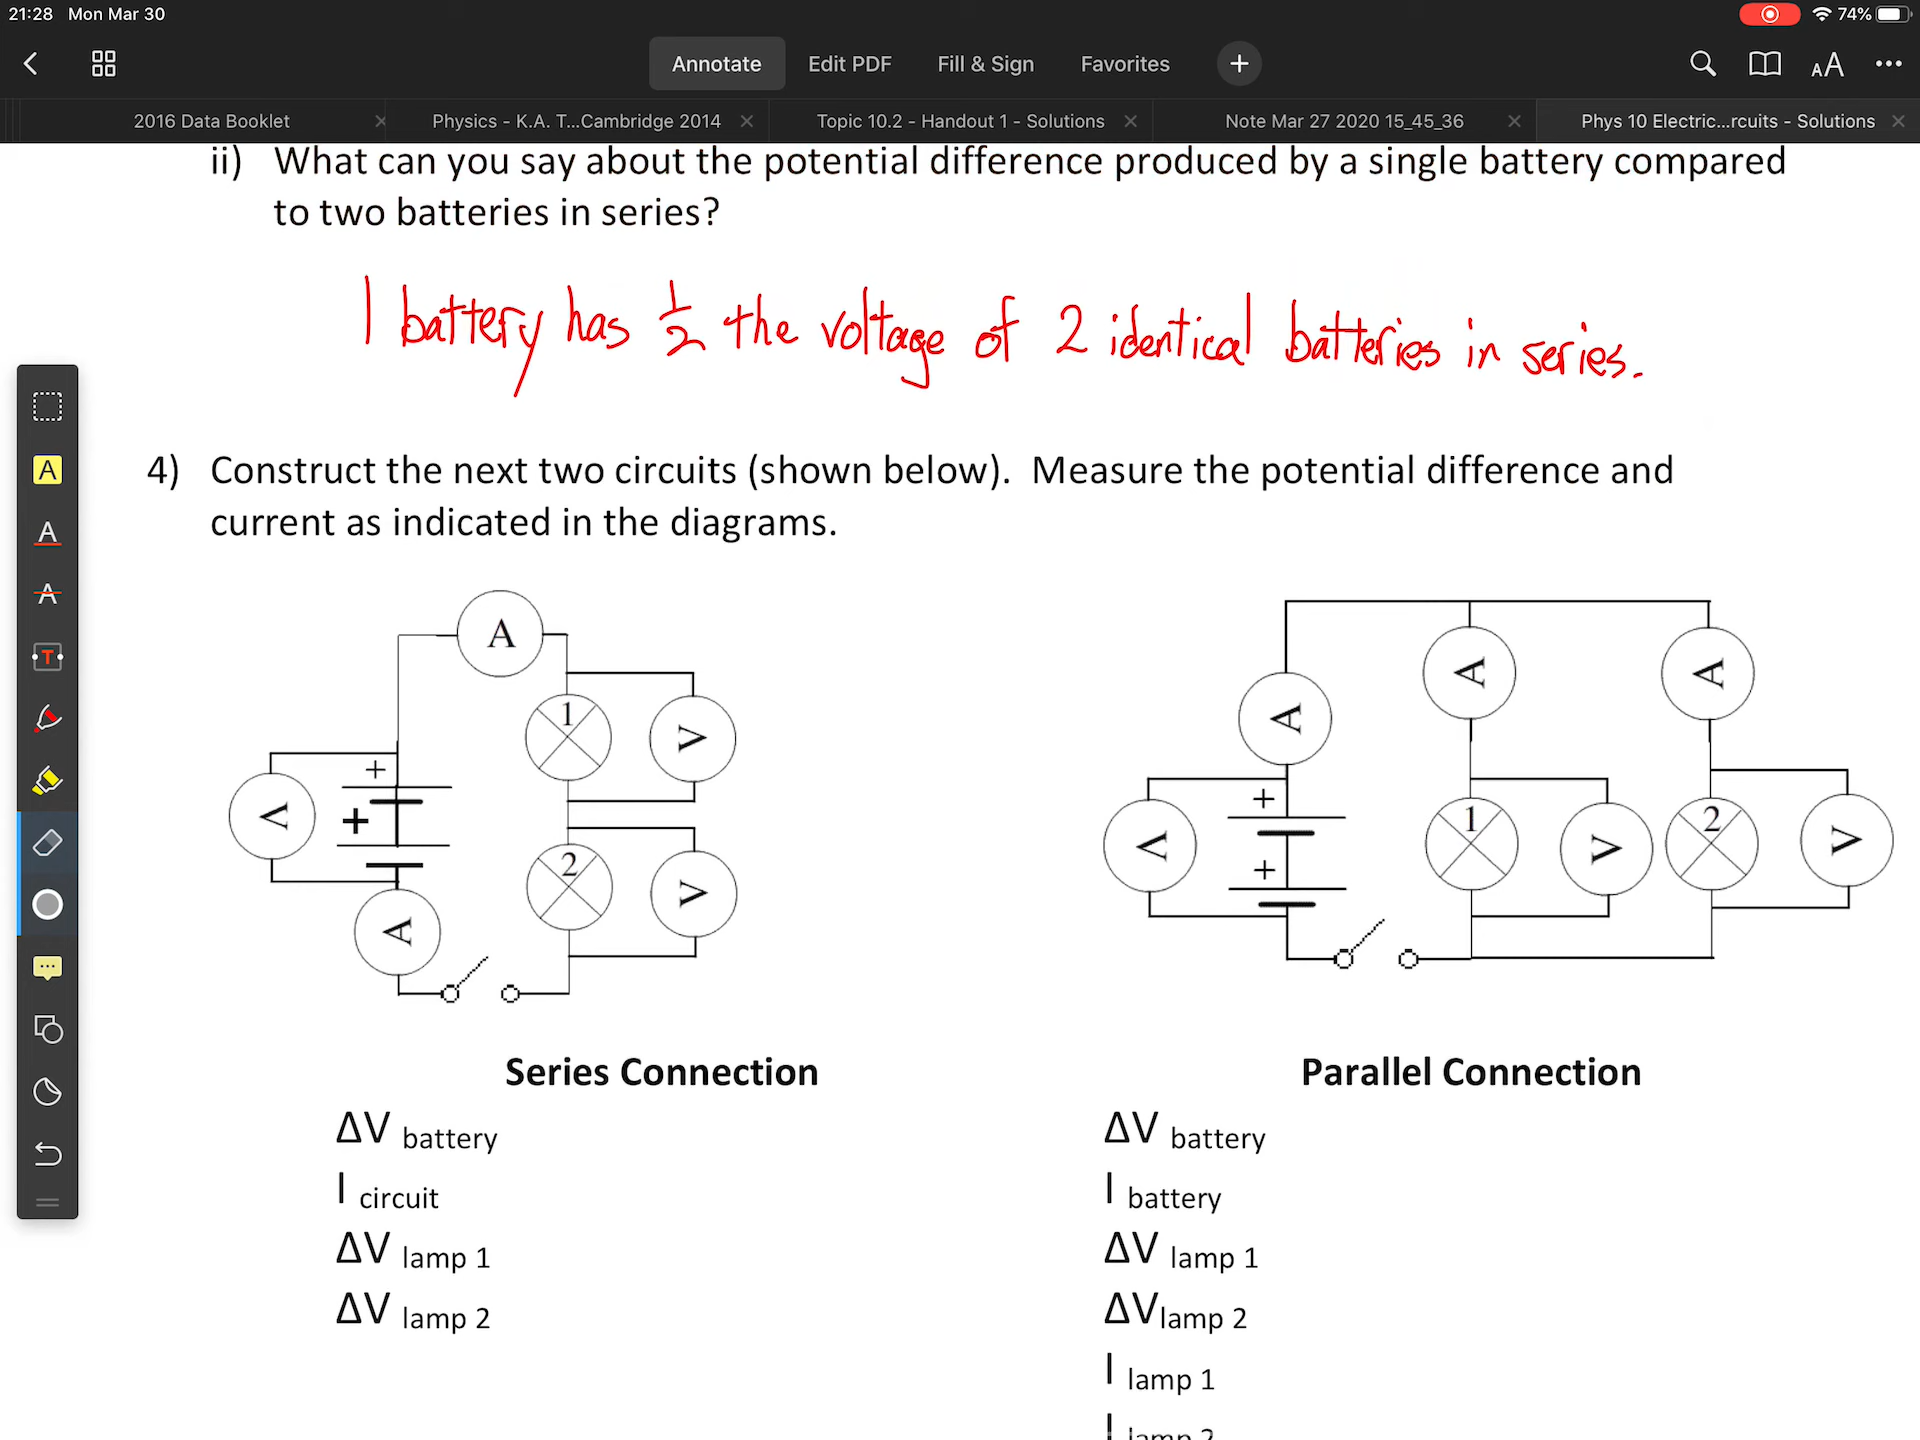 21:28 Mon Mar 30
74%
Annotate Edit PDF Fill & Sign Favorites
2016 Data Booklet
Physics - K.A. T...Cambridge 2014
Topic 10.2 - Handout 1 - Solutions
Note Mar 27 2020 15_45_36
Phys 10 Electric...rcuits - Solutions
ii) What can you say about the potential difference produced by a single battery compared
to two batteries in series?
1 battery has 1/2 the voltage of 2 identical batteries in series.
4) Construct the next two circuits (shown below). Measure the potential difference and
current as indicated in the diagrams.
A
1
V
V
+
+
2
V
A
A
A
A
V
+
+
1
V
2
V
Series Connection
ΔV battery
I circuit
ΔV lamp 1
ΔV lamp 2
Parallel Connection
ΔV battery
I battery
ΔV lamp 1
ΔVlamp 2
I lamp 1
I lamp 2